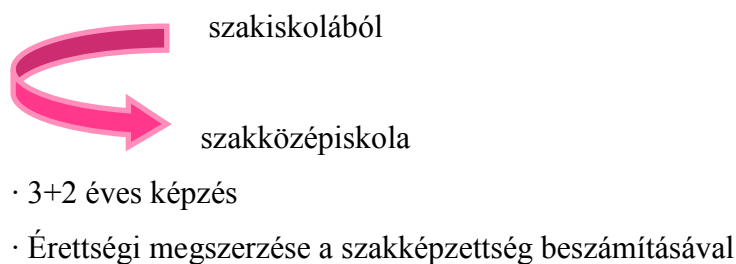 szakiskolából
szakközépiskola
· 3+2 éves képzés
· Érettségi megszerzése a szakképzettség beszámításával